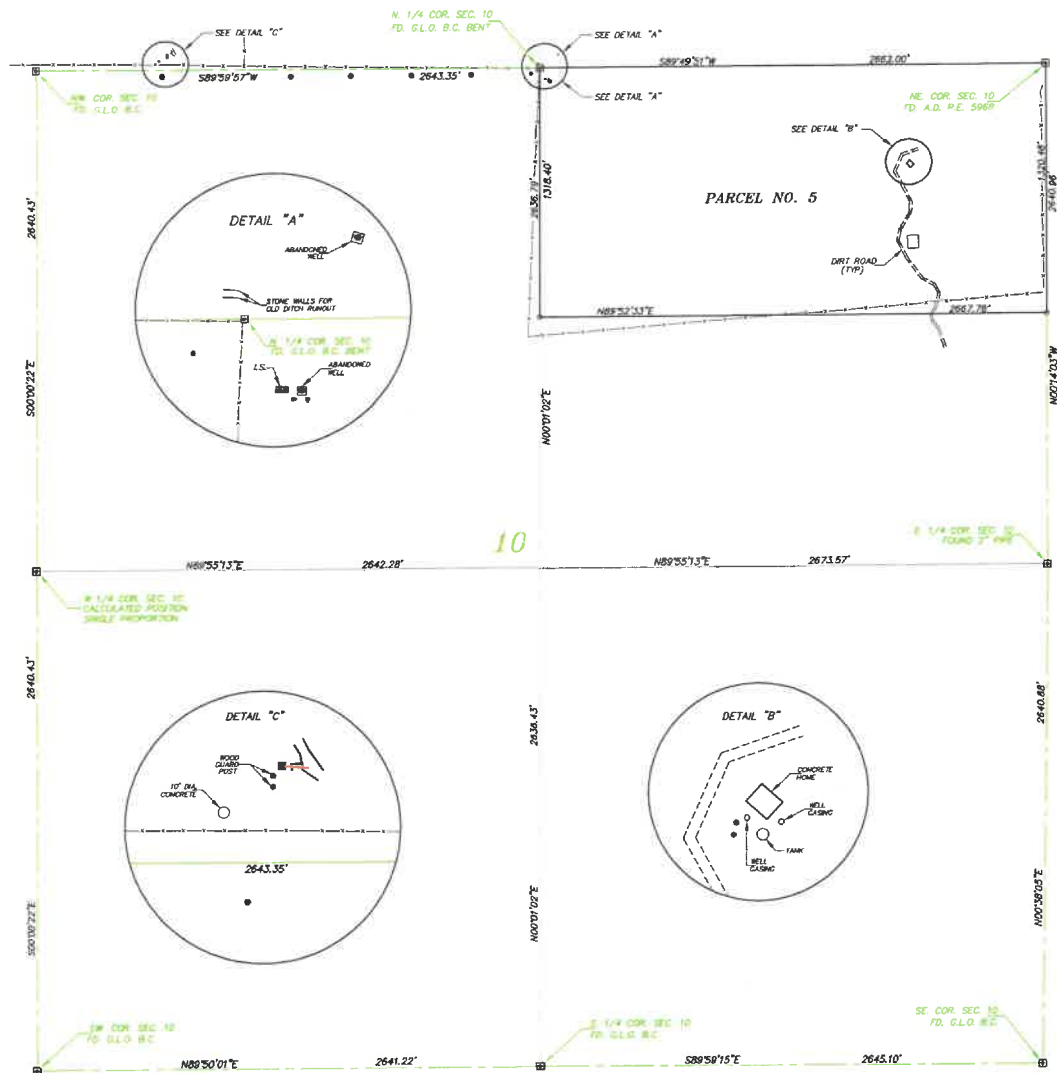 N. 1/4 COR. SEC. 10
FD. G.L.O. B.C. BENT
SEE DETAIL "C"
SEE DETAIL "A"
S89°59'57"W
2643.35'
S89°49'51"W
2662.00'
NW COR. SEC. 10
FD. G.L.O. B.C.
SEE DETAIL "A"
NE. COR. SEC. 10
FD. A.D. P.E. 5968
SEE DETAIL "B"
2640.43'
2636.79'
1318.40'
PARCEL NO. 5
1320.48'
2640.96'
DETAIL "A"
ABANDONED
WELL
DIRT ROAD
(TYP)
STONE WALLS FOR
OLD DITCH RUNOUT
N89°52'33"E
2667.78'
N. 1/4 COR. SEC. 10
FD. G.L.O. B.C. BENT
I.S.
ABANDONED
WELL
S00°00'22"E
N00°01'02"E
N00°14'03"W
10
E 1/4 COR. SEC. 10
FOUND 2" PIPE
N89°55'13"E
2642.28'
N89°55'13"E
2673.57'
W 1/4 COR. SEC. 10
CALCULATED POSITION
SINGLE PROPORTION
2640.43'
2636.43'
2640.88'
DETAIL "C"
WOOD
GUARD
POST
10" DIA.
CONCRETE
2643.35'
DETAIL "B"
CONCRETE
HOME
WELL
CASING
TANK
WELL
CASING
S00°00'22"E
N00°01'02"E
N00°38'05"E
SW COR. SEC. 10
FD. G.L.O. B.C.
S 1/4 COR. SEC. 10
FD. G.L.O. B.C.
SE COR. SEC. 10
FD. G.L.O. B.C.
N89°50'01"E
2641.22'
S89°59'15"E
2645.10'